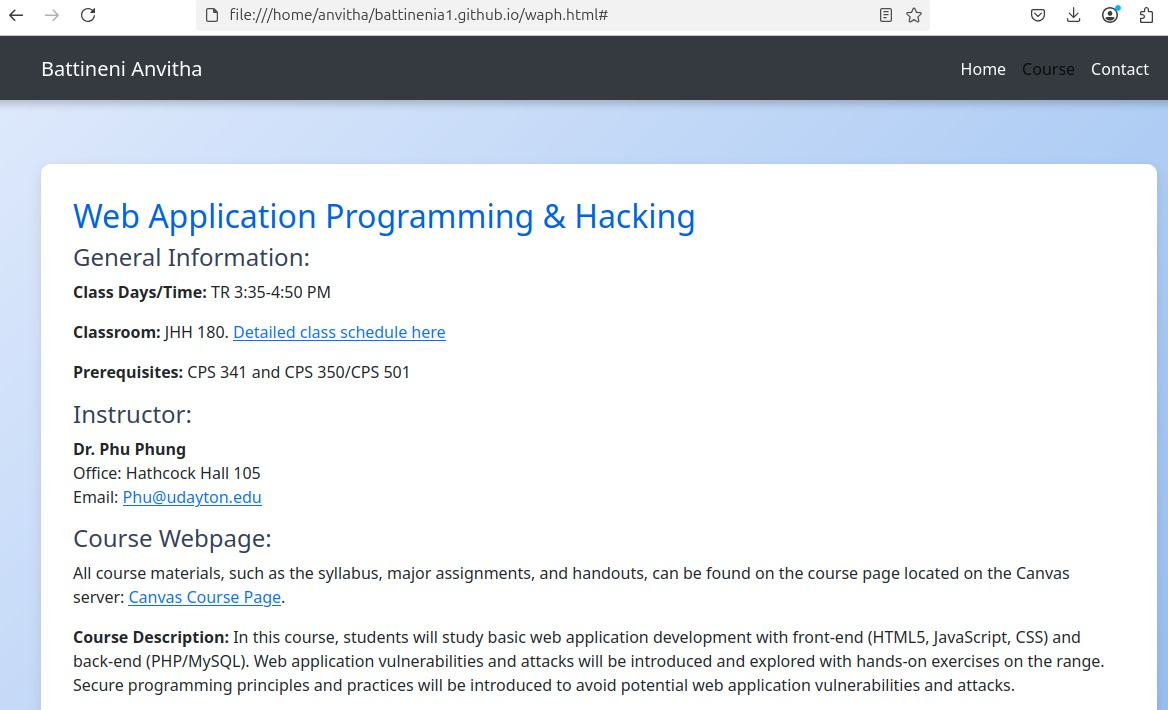 file:///home/anvitha/battinenia1.github.io/waph.html#
Battineni Anvitha
Home Course Contact
Web Application Programming & Hacking
General Information:
Class Days/Time: TR 3:35-4:50 PM
Classroom: JHH 180. Detailed class schedule here
Prerequisites: CPS 341 and CPS 350/CPS 501
Instructor:
Dr. Phu Phung
Office: Hathcock Hall 105
Email: Phu@udayton.edu
Course Webpage:
All course materials, such as the syllabus, major assignments, and handouts, can be found on the course page located on the Canvas
server: Canvas Course Page.
Course Description: In this course, students will study basic web application development with front-end (HTML5, JavaScript, CSS) and
back-end (PHP/MySQL). Web application vulnerabilities and attacks will be introduced and explored with hands-on exercises on the range.
Secure programming principles and practices will be introduced to avoid potential web application vulnerabilities and attacks.